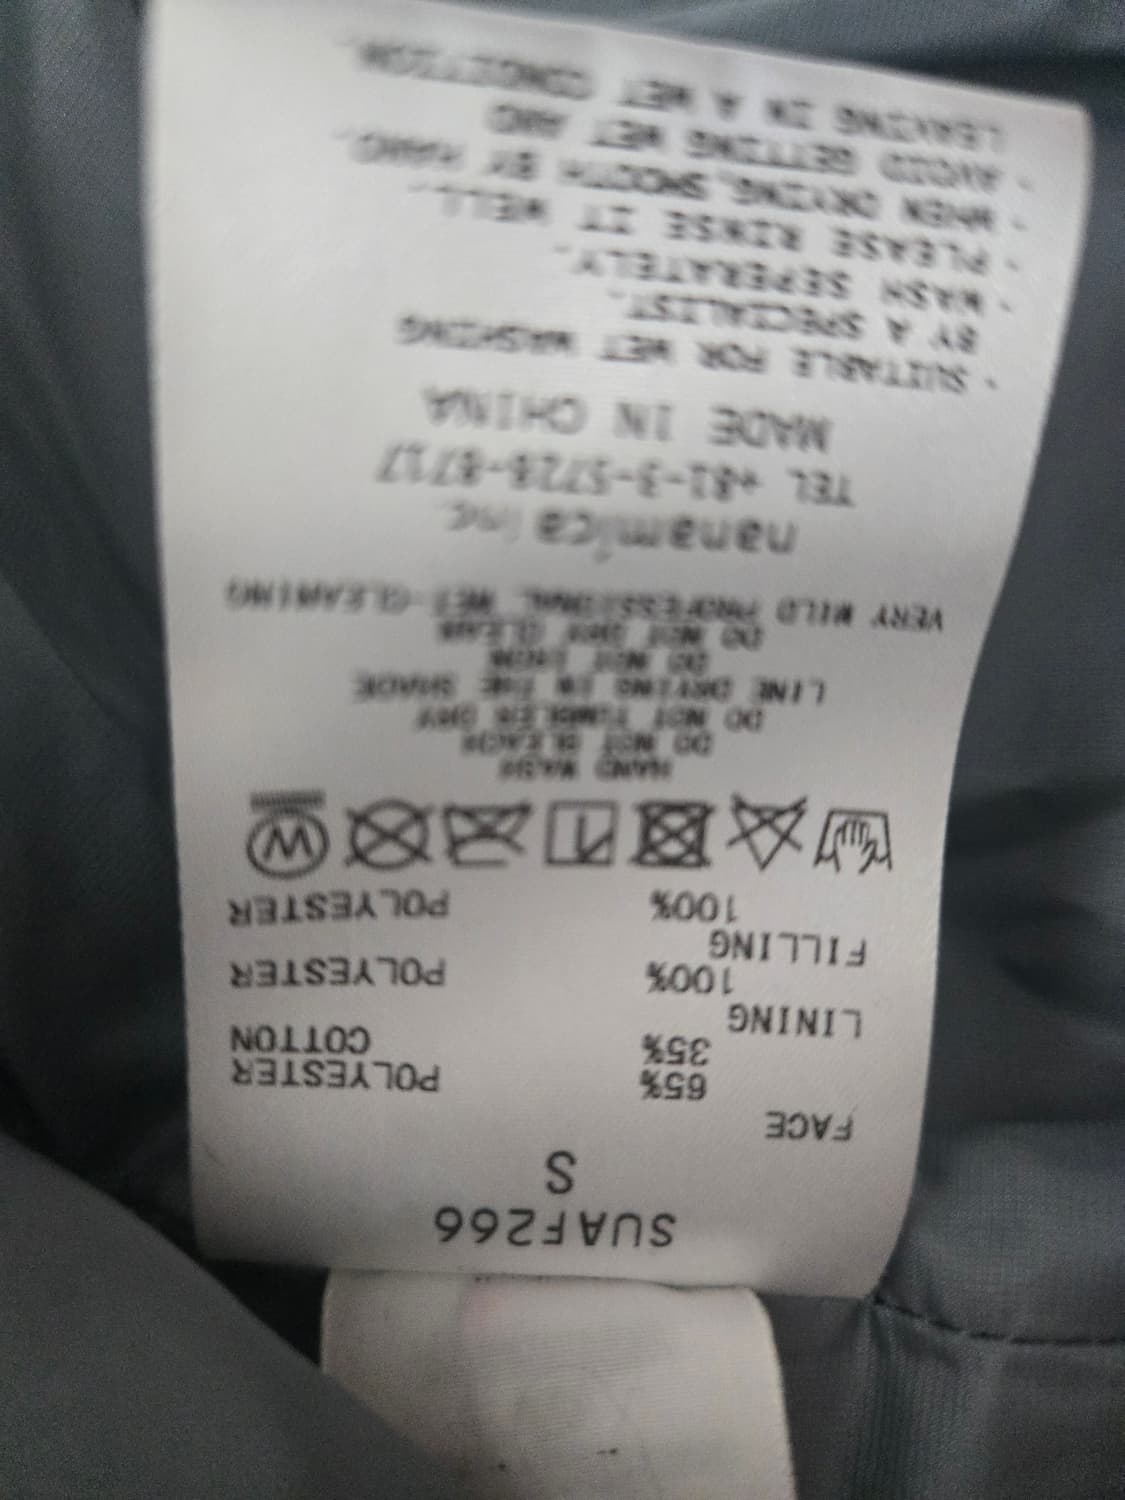 SUAF266
S
FACE
65% POLYESTER
35% COTTON
LINING
100% POLYESTER
FILLING
100% POLYESTER
W
HAND WASH
DO NOT BLEACH
DO NOT TUMBLER DRY
LINE DRYING IN THE SHADE
DO NOT IRON
DO NOT DRY CLEAN
VERY MILD PROFESSIONAL WET-CLEANING
nanamica inc.
TEL +81-3-5728-8717
MADE IN CHINA
・SUITABLE FOR WET WASHING
BY A SPECIALIST.
・WASH SEPERATELY.
・PLEASE RINSE IT WELL.
・WHEN DRYING, SMOOTH BY HAND.
・AVOID GETTING WET AND
LEAVING IN A WET CONDITION.